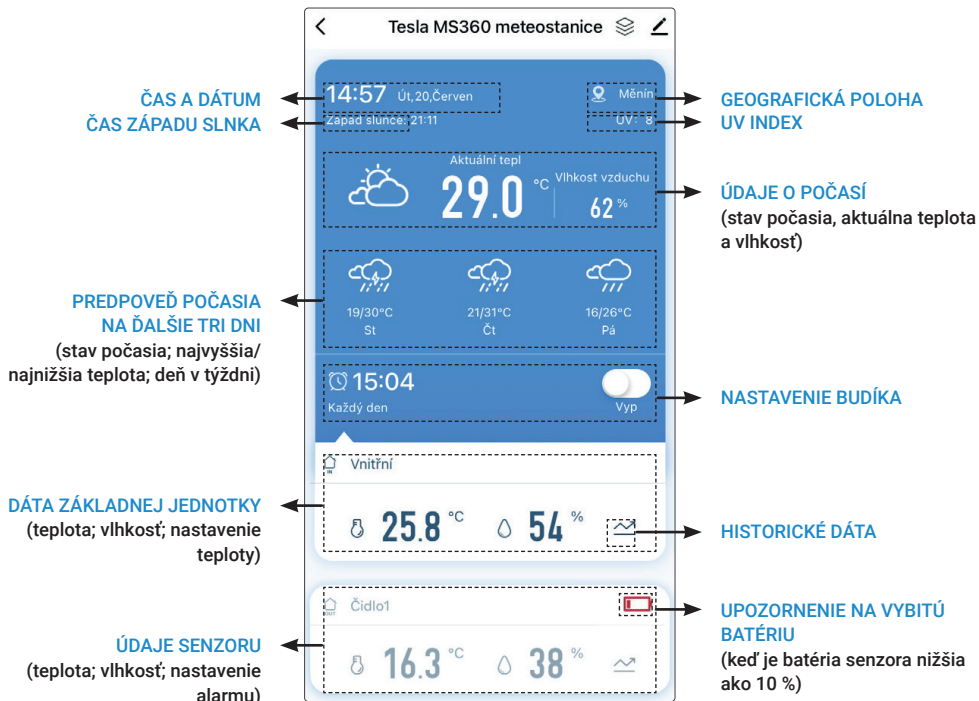 Tesla MS360 meteostanice
14:57 Út,20,Červen
Měnín
Západ slunce: 21:11
UV: 8
Aktuální tepl
29.0 °C
Vlhkost vzduchu
62 %
19/30°C
St
21/31°C
Čt
16/26°C
Pá
15:04
Každý den
Vyp
IN
Vnitřní
25.8 °C
54 %
OUT
Čidlo1
16.3 °C
38 %
ČAS A DÁTUM
ČAS ZÁPADU SLNKA
PREDPOVEĎ POČASIA
NA ĎALŠIE TRI DNI
(stav počasia; najvyššia/
najnižšia teplota; deň v týždni)
DÁTA ZÁKLADNEJ JEDNOTKY
(teplota; vlhkosť; nastavenie
teploty)
ÚDAJE SENZORU
(teplota; vlhkosť; nastavenie
alarmu)
GEOGRAFICKÁ POLOHA
UV INDEX
ÚDAJE O POČASÍ
(stav počasia, aktuálna teplota
a vlhkosť)
NASTAVENIE BUDÍKA
HISTORICKÉ DÁTA
UPOZORNENIE NA VYBITÚ
BATÉRIU
(keď je batéria senzora nižšia
ako 10 %)